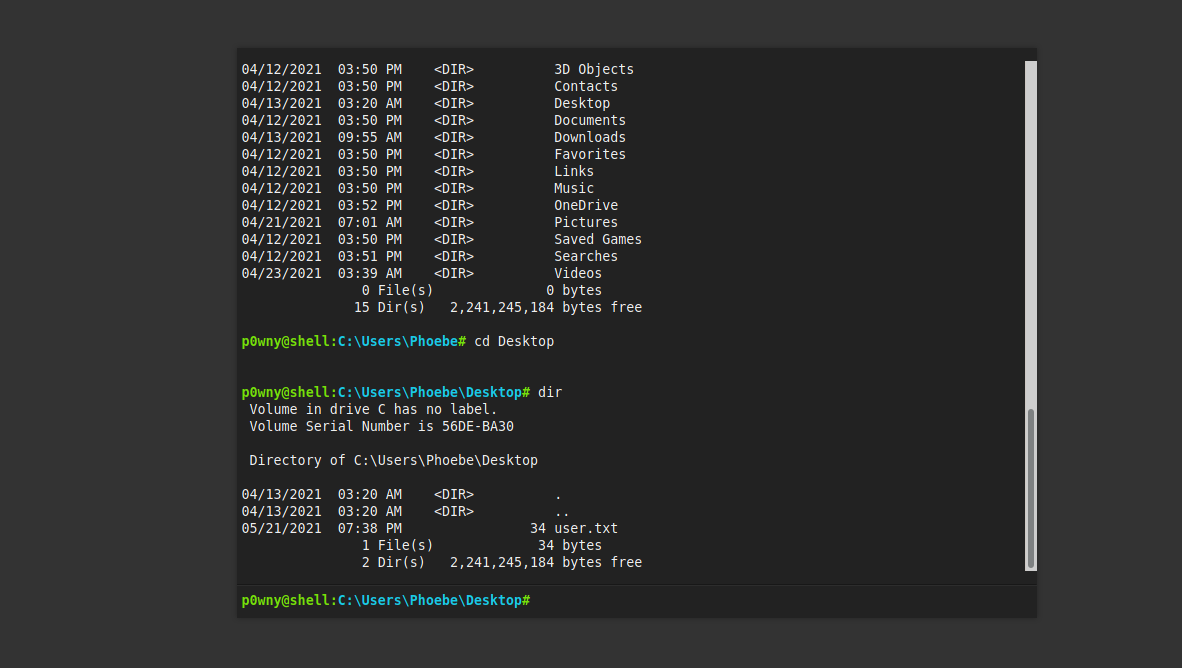 04/12/2021  03:50 PM    <DIR>          3D Objects
04/12/2021  03:50 PM    <DIR>          Contacts
04/13/2021  03:20 AM    <DIR>          Desktop
04/12/2021  03:50 PM    <DIR>          Documents
04/13/2021  09:55 AM    <DIR>          Downloads
04/12/2021  03:50 PM    <DIR>          Favorites
04/12/2021  03:50 PM    <DIR>          Links
04/12/2021  03:50 PM    <DIR>          Music
04/12/2021  03:52 PM    <DIR>          OneDrive
04/21/2021  07:01 AM    <DIR>          Pictures
04/12/2021  03:50 PM    <DIR>          Saved Games
04/12/2021  03:51 PM    <DIR>          Searches
04/23/2021  03:39 AM    <DIR>          Videos
               0 File(s)              0 bytes
              15 Dir(s)   2,241,245,184 bytes free
p0wny@shell:C:\Users\Phoebe# cd Desktop
p0wny@shell:C:\Users\Phoebe\Desktop# dir
 Volume in drive C has no label.
 Volume Serial Number is 56DE-BA30
 Directory of C:\Users\Phoebe\Desktop
04/13/2021  03:20 AM    <DIR>          .
04/13/2021  03:20 AM    <DIR>          ..
05/21/2021  07:38 PM                34 user.txt
               1 File(s)             34 bytes
               2 Dir(s)   2,241,245,184 bytes free
p0wny@shell:C:\Users\Phoebe\Desktop#